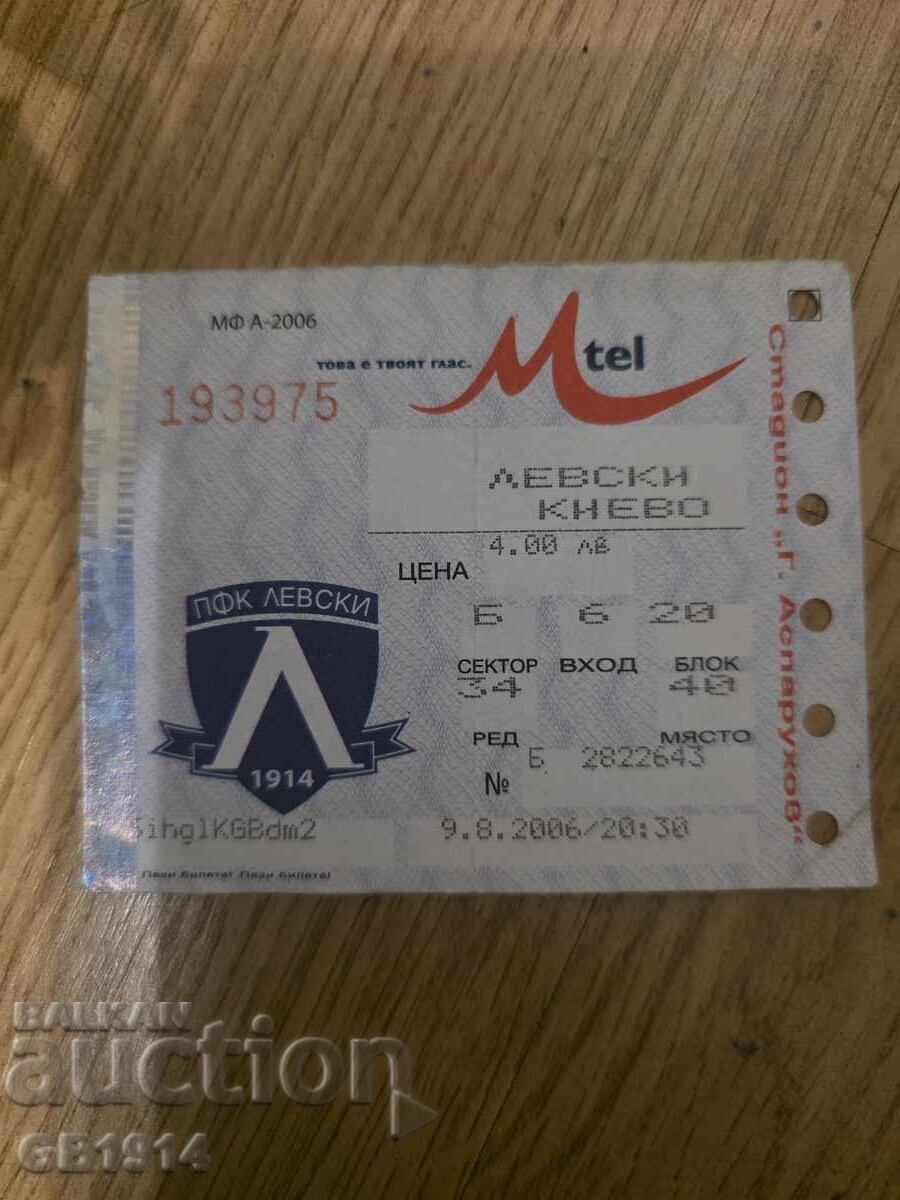 МФ А-2006
това е твоят глас.
Mtel
193975
ЛЕВСКИ
КИЕВО
4.00 лв
ЦЕНА
Б 6 20
СЕКТОР ВХОД БЛОК
34 40
РЕД МЯСТО
№ Б 2822643
ПФК ЛЕВСКИ
Λ
1914
5ihglKGBdm2 9.8.2006/20:30
Пази билета! Пази билета!
Стадион „Г. Аспарухов“
BALKAN
auction
GB1914